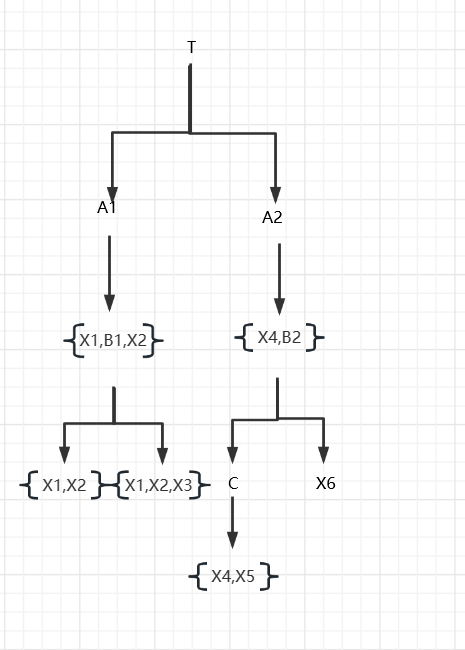 T
A1
A2
{X1,B1,X2}
{X4,B2}
{X1,X2}
{X1,X2,X3}
C
X6
{X4,X5}